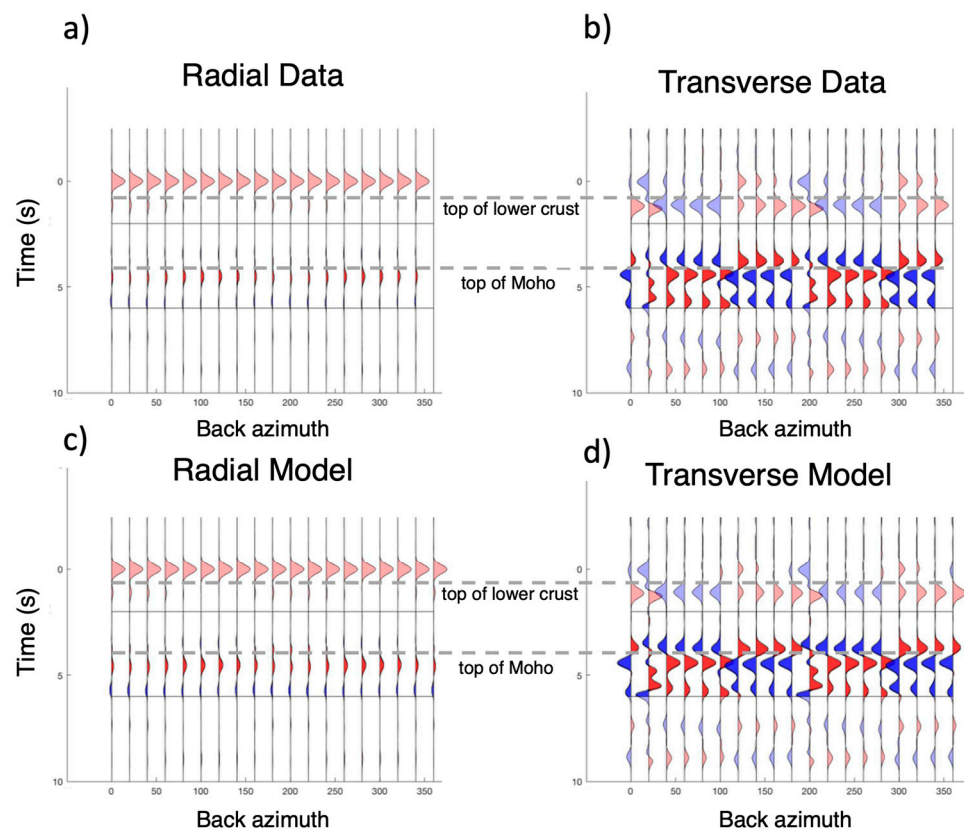 a)
b)
Radial Data
Transverse Data
0
5
10
Time (s)
0 50 100 150 200 250 300 350
Back azimuth
top of lower crust
top of Moho
0
5
10
0 50 100 150 200 250 300 350
Back azimuth
c)
d)
Radial Model
Transverse Model
0
5
10
Time (s)
0 50 100 150 200 250 300 350
Back azimuth
top of lower crust
top of Moho
0
5
10
0 50 100 150 200 250 300 350
Back azimuth